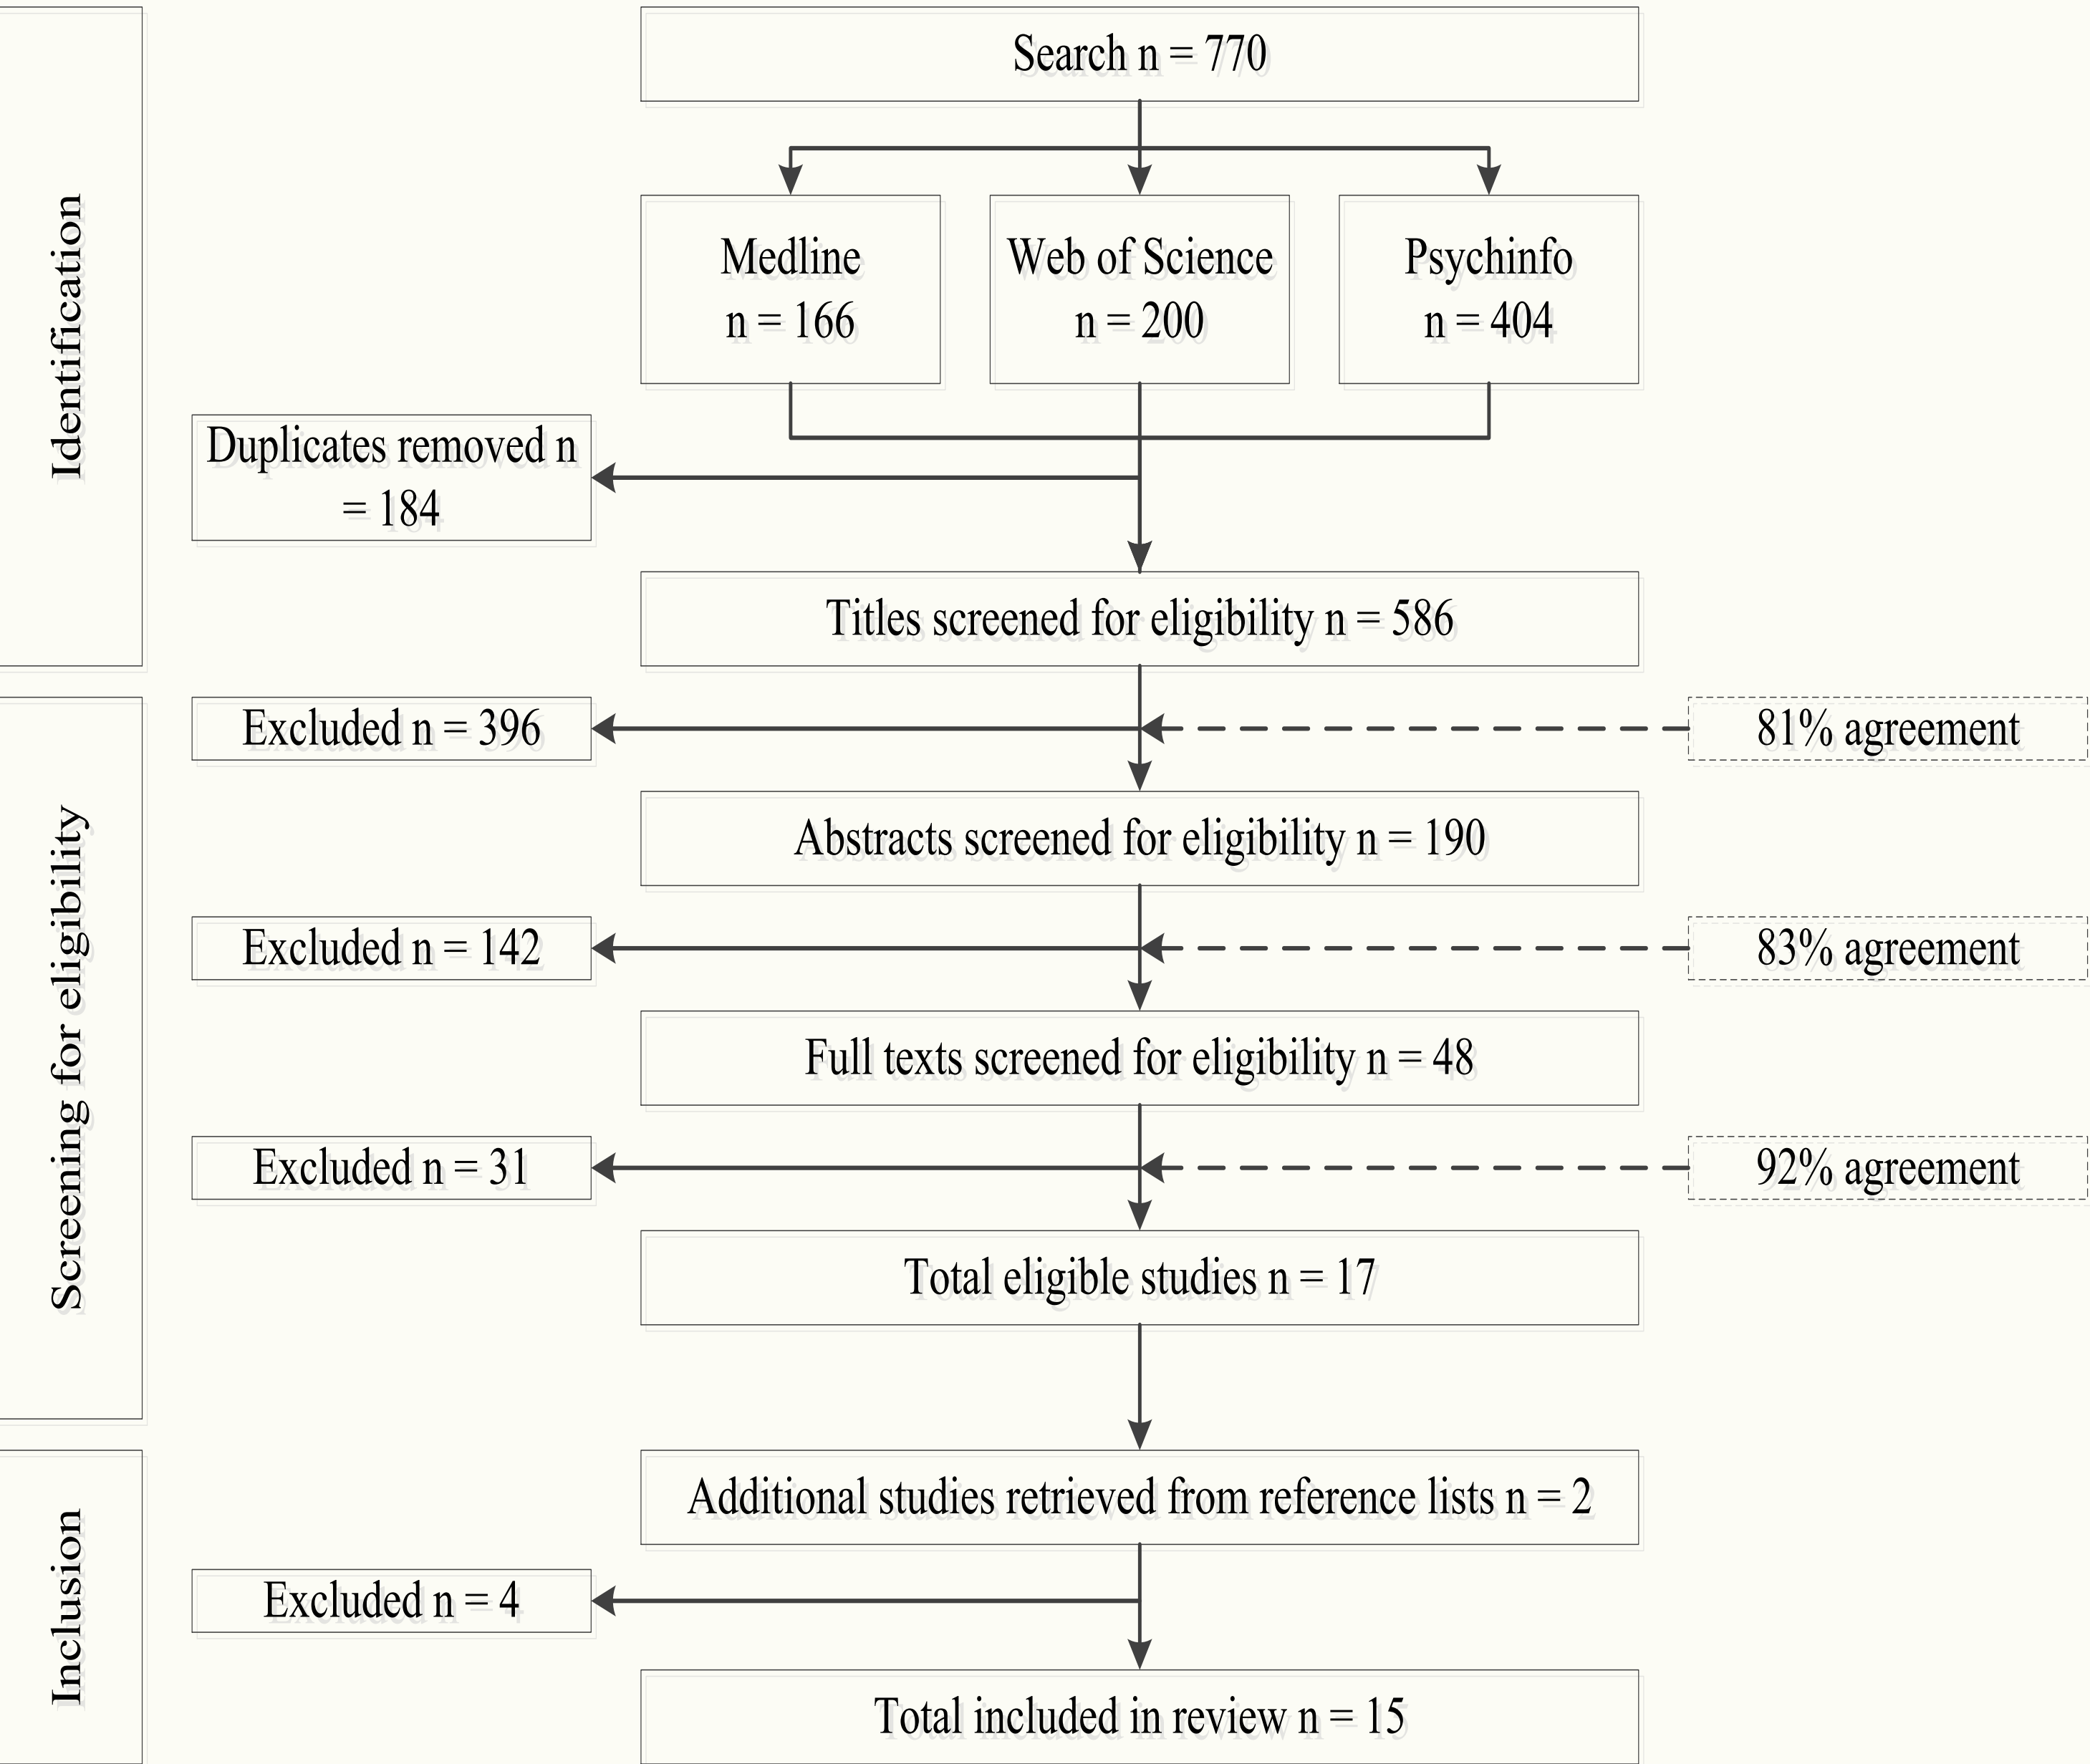 Identification
Search n = 770
Medline
n = 166
Web of Science
n = 200
Psychinfo
n = 404
Duplicates removed n
= 184
Titles screened for eligibility n = 586
Screening for eligibility
Excluded n = 396
81% agreement
Abstracts screened for eligibility n = 190
Excluded n = 142
83% agreement
Full texts screened for eligibility n = 48
Excluded n = 31
92% agreement
Total eligible studies n = 17
Inclusion
Additional studies retrieved from reference lists n = 2
Excluded n = 4
Total included in review n = 15